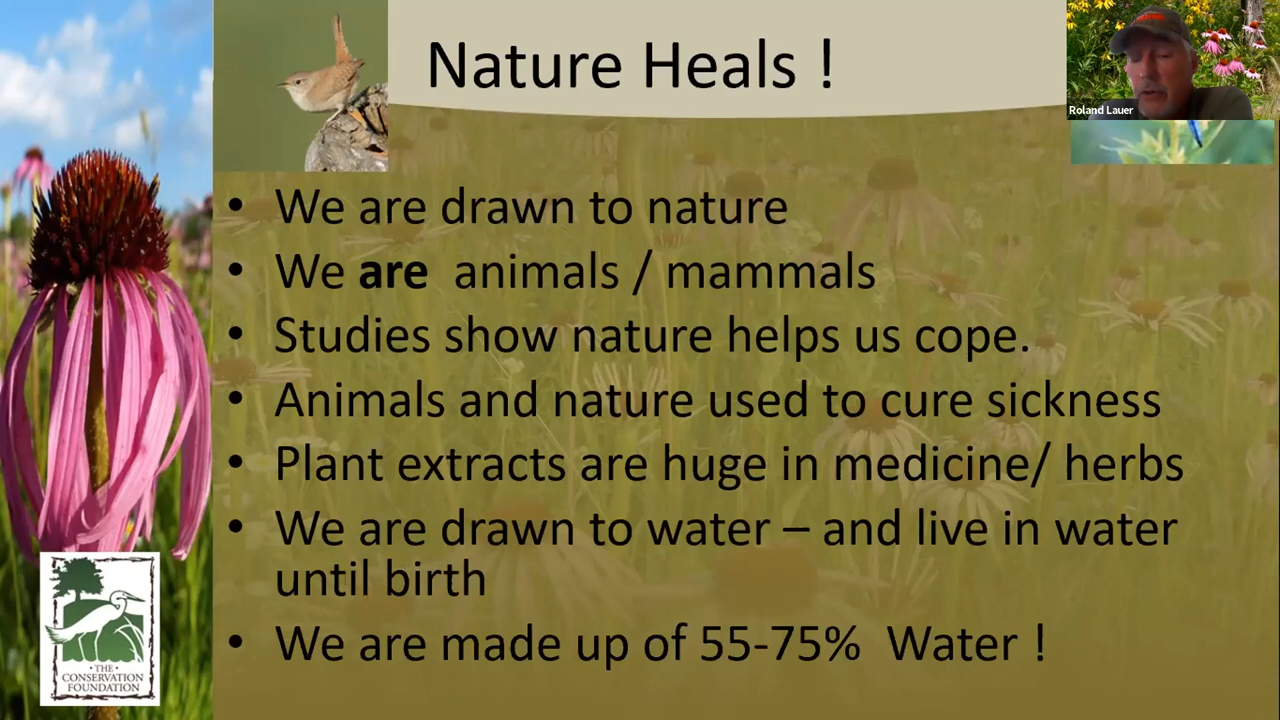 Nature Heals !
Roland Lauer
• We are drawn to nature
• We are animals / mammals
• Studies show nature helps us cope.
• Animals and nature used to cure sickness
• Plant extracts are huge in medicine/ herbs
• We are drawn to water – and live in water
until birth
• We are made up of 55-75% Water !
• THE •
CONSERVATION
FOUNDATION